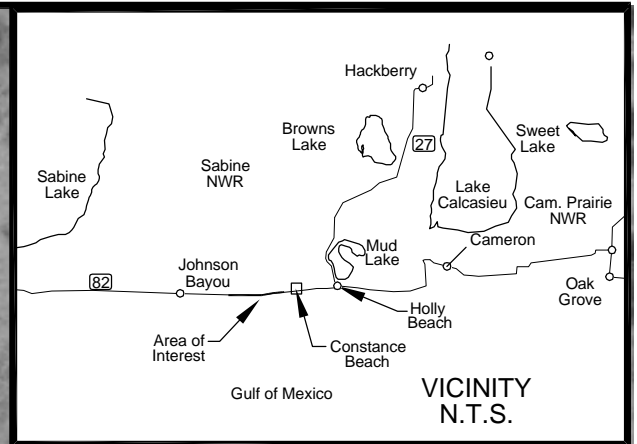 Hackberry
Browns
Lake
27
Sweet
Lake
Sabine
NWR
Sabine
Lake
Lake
Calcasieu
Cam. Prairie
NWR
Mud
Lake
Cameron
Johnson
Bayou
82
Oak
Grove
Holly
Beach
Area of
Interest
Constance
Beach
Gulf of Mexico
VICINITY
N.T.S.